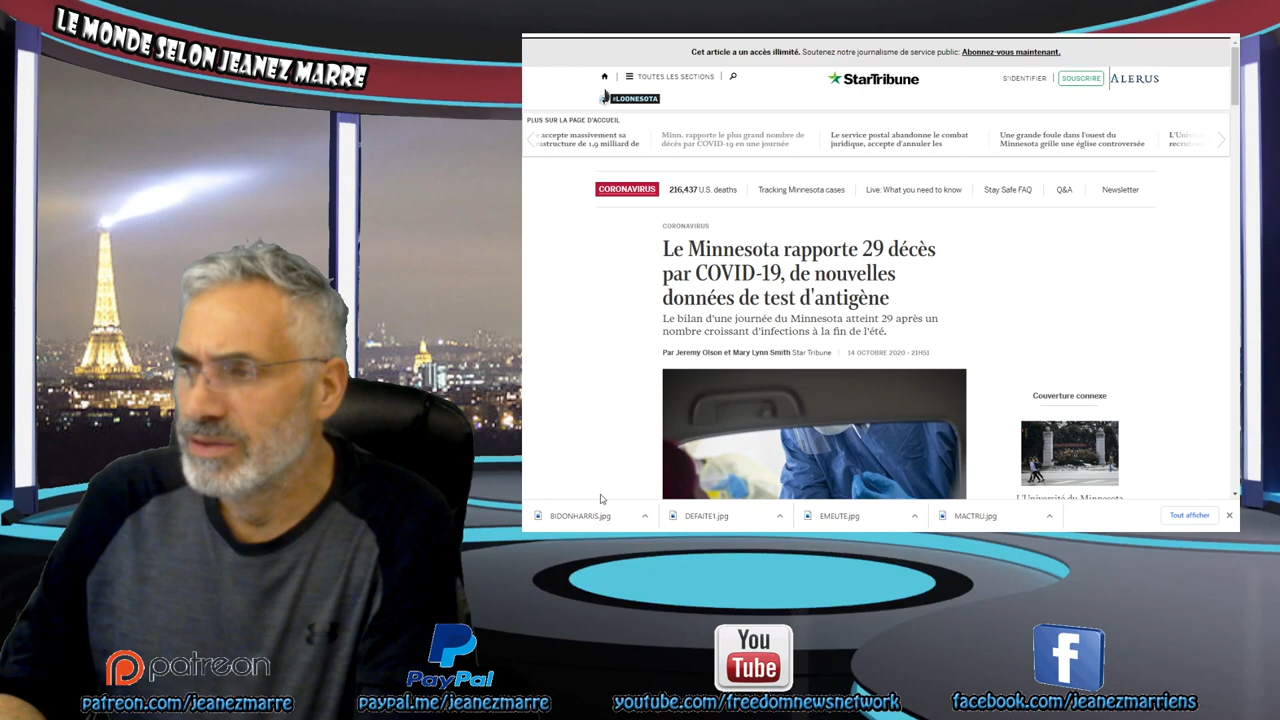 LE MONDE SELON JEANEZ MARRE
Cet article a un accès illimité. Soutenez notre journalisme de service public: Abonnez-vous maintenant.
TOUTES LES SECTIONS
StarTribune
S'IDENTIFIER
SOUSCRIRE
ALERUS
#LOONESOTA
PLUS SUR LA PAGE D'ACCUEIL
accepte massivement sa
astructure de 1,9 milliard de
Minn. rapporte le plus grand nombre de
décès par COVID-19 en une journée
Le service postal abandonne le combat
juridique, accepte d'annuler les
Une grande foule dans l'ouest du
Minnesota grille une église controversée
L'Univ
recrute
CORONAVIRUS
216,437 U.S. deaths
Tracking Minnesota cases
Live: What you need to know
Stay Safe FAQ
Q&A
Newsletter
CORONAVIRUS
Le Minnesota rapporte 29 décès
par COVID-19, de nouvelles
données de test d'antigène
Le bilan d'une journée du Minnesota atteint 29 après un
nombre croissant d'infections à la fin de l'été.
Par Jeremy Olson et Mary Lynn Smith Star Tribune
14 OCTOBRE 2020 - 21H51
Couverture connexe
L'Université du Minnesota
BIDONHARRIS.jpg
DEFAITE1.jpg
EMEUTE.jpg
MACTRU.jpg
Tout afficher
patreon
PayPal
You
Tube
f
patreon.com/jeanezmarre
paypal.me/jeanezmarre
youtube.com/freedomnewsnetwork
facebook.com/jeanezmarriens